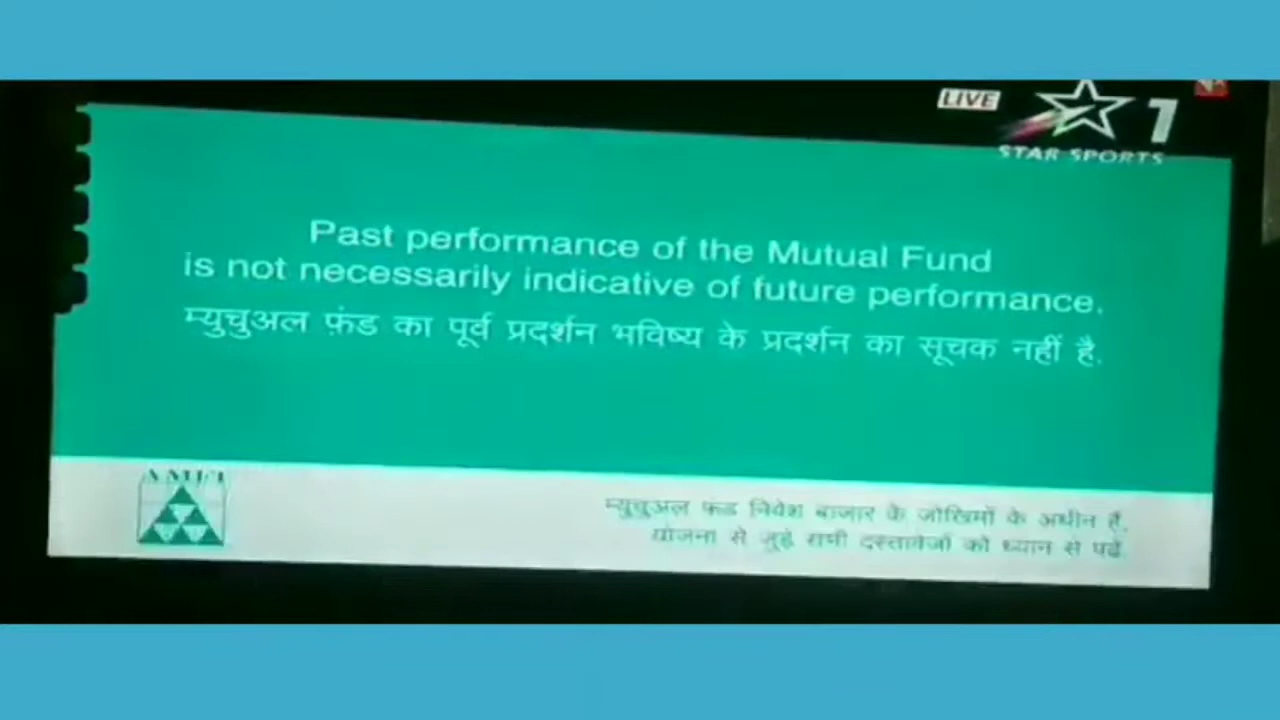 LIVE
1
STAR SPORTS
Past performance of the Mutual Fund
is not necessarily indicative of future performance.
म्युचुअल फ़ंड का पूर्व प्रदर्शन भविष्य के प्रदर्शन का सूचक नहीं है.
म्युचुअल फंड निवेश बाजार के जोखिमों के अधीन हैं,
योजना से जुड़े सभी दस्तावेजों को ध्यान से पढें